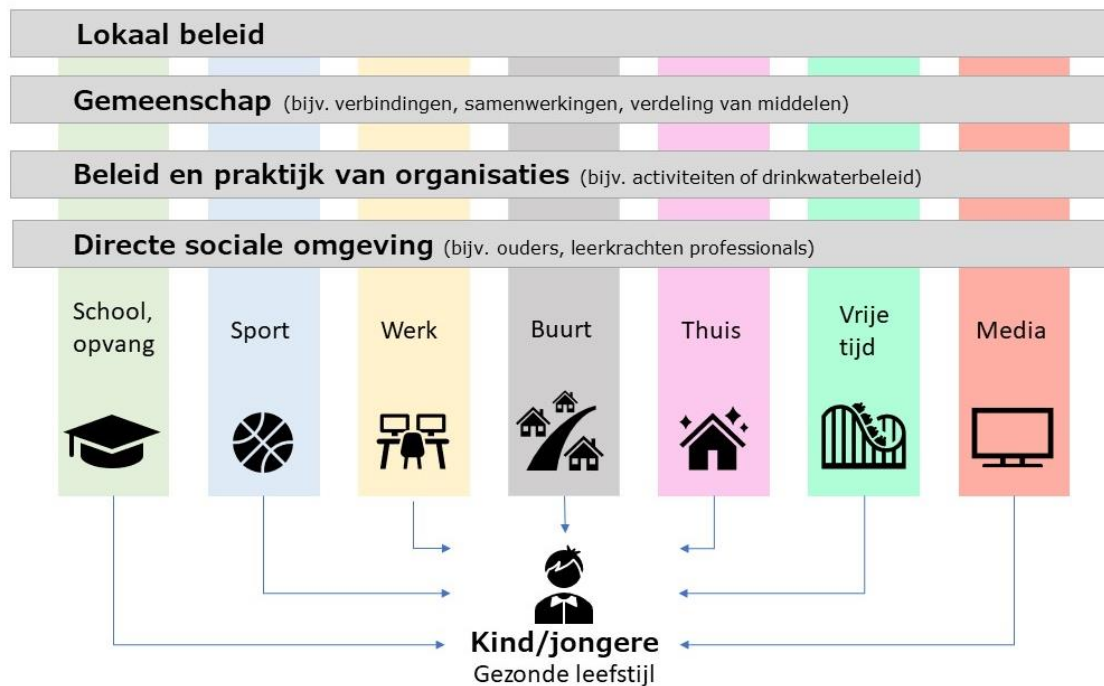 Lokaal beleid
Gemeenschap (bijv. verbindingen, samenwerkingen, verdeling van middelen)
Beleid en praktijk van organisaties (bijv. activiteiten of drinkwaterbeleid)
Directe sociale omgeving (bijv. ouders, leerkrachten professionals)
School,
opvang
Sport
Werk
Buurt
Thuis
Vrije
tijd
Media
Kind/jongere
Gezonde leefstijl